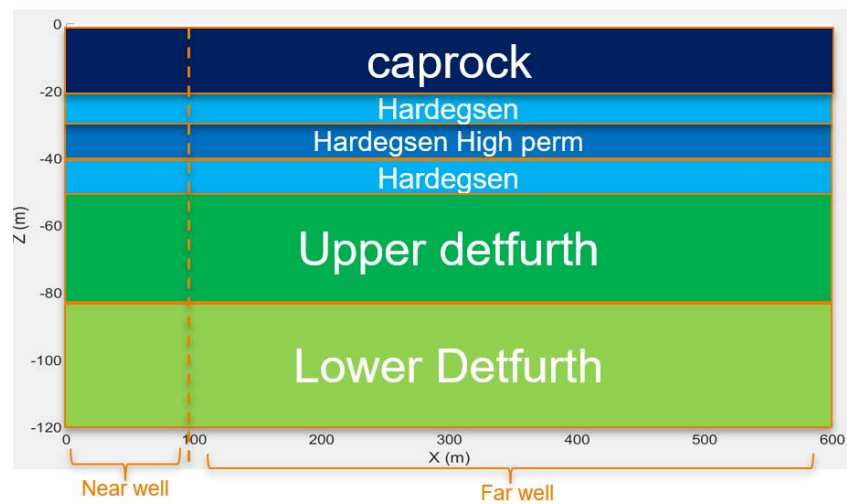 0
caprock
-20
Hardegsen
Hardegsen High perm
-40
Hardegsen
Z (m)
-60
Upper detfurth
-80
-100
Lower Detfurth
-120
0 100 200 300 400 500 600
X (m)
Near well
Far well